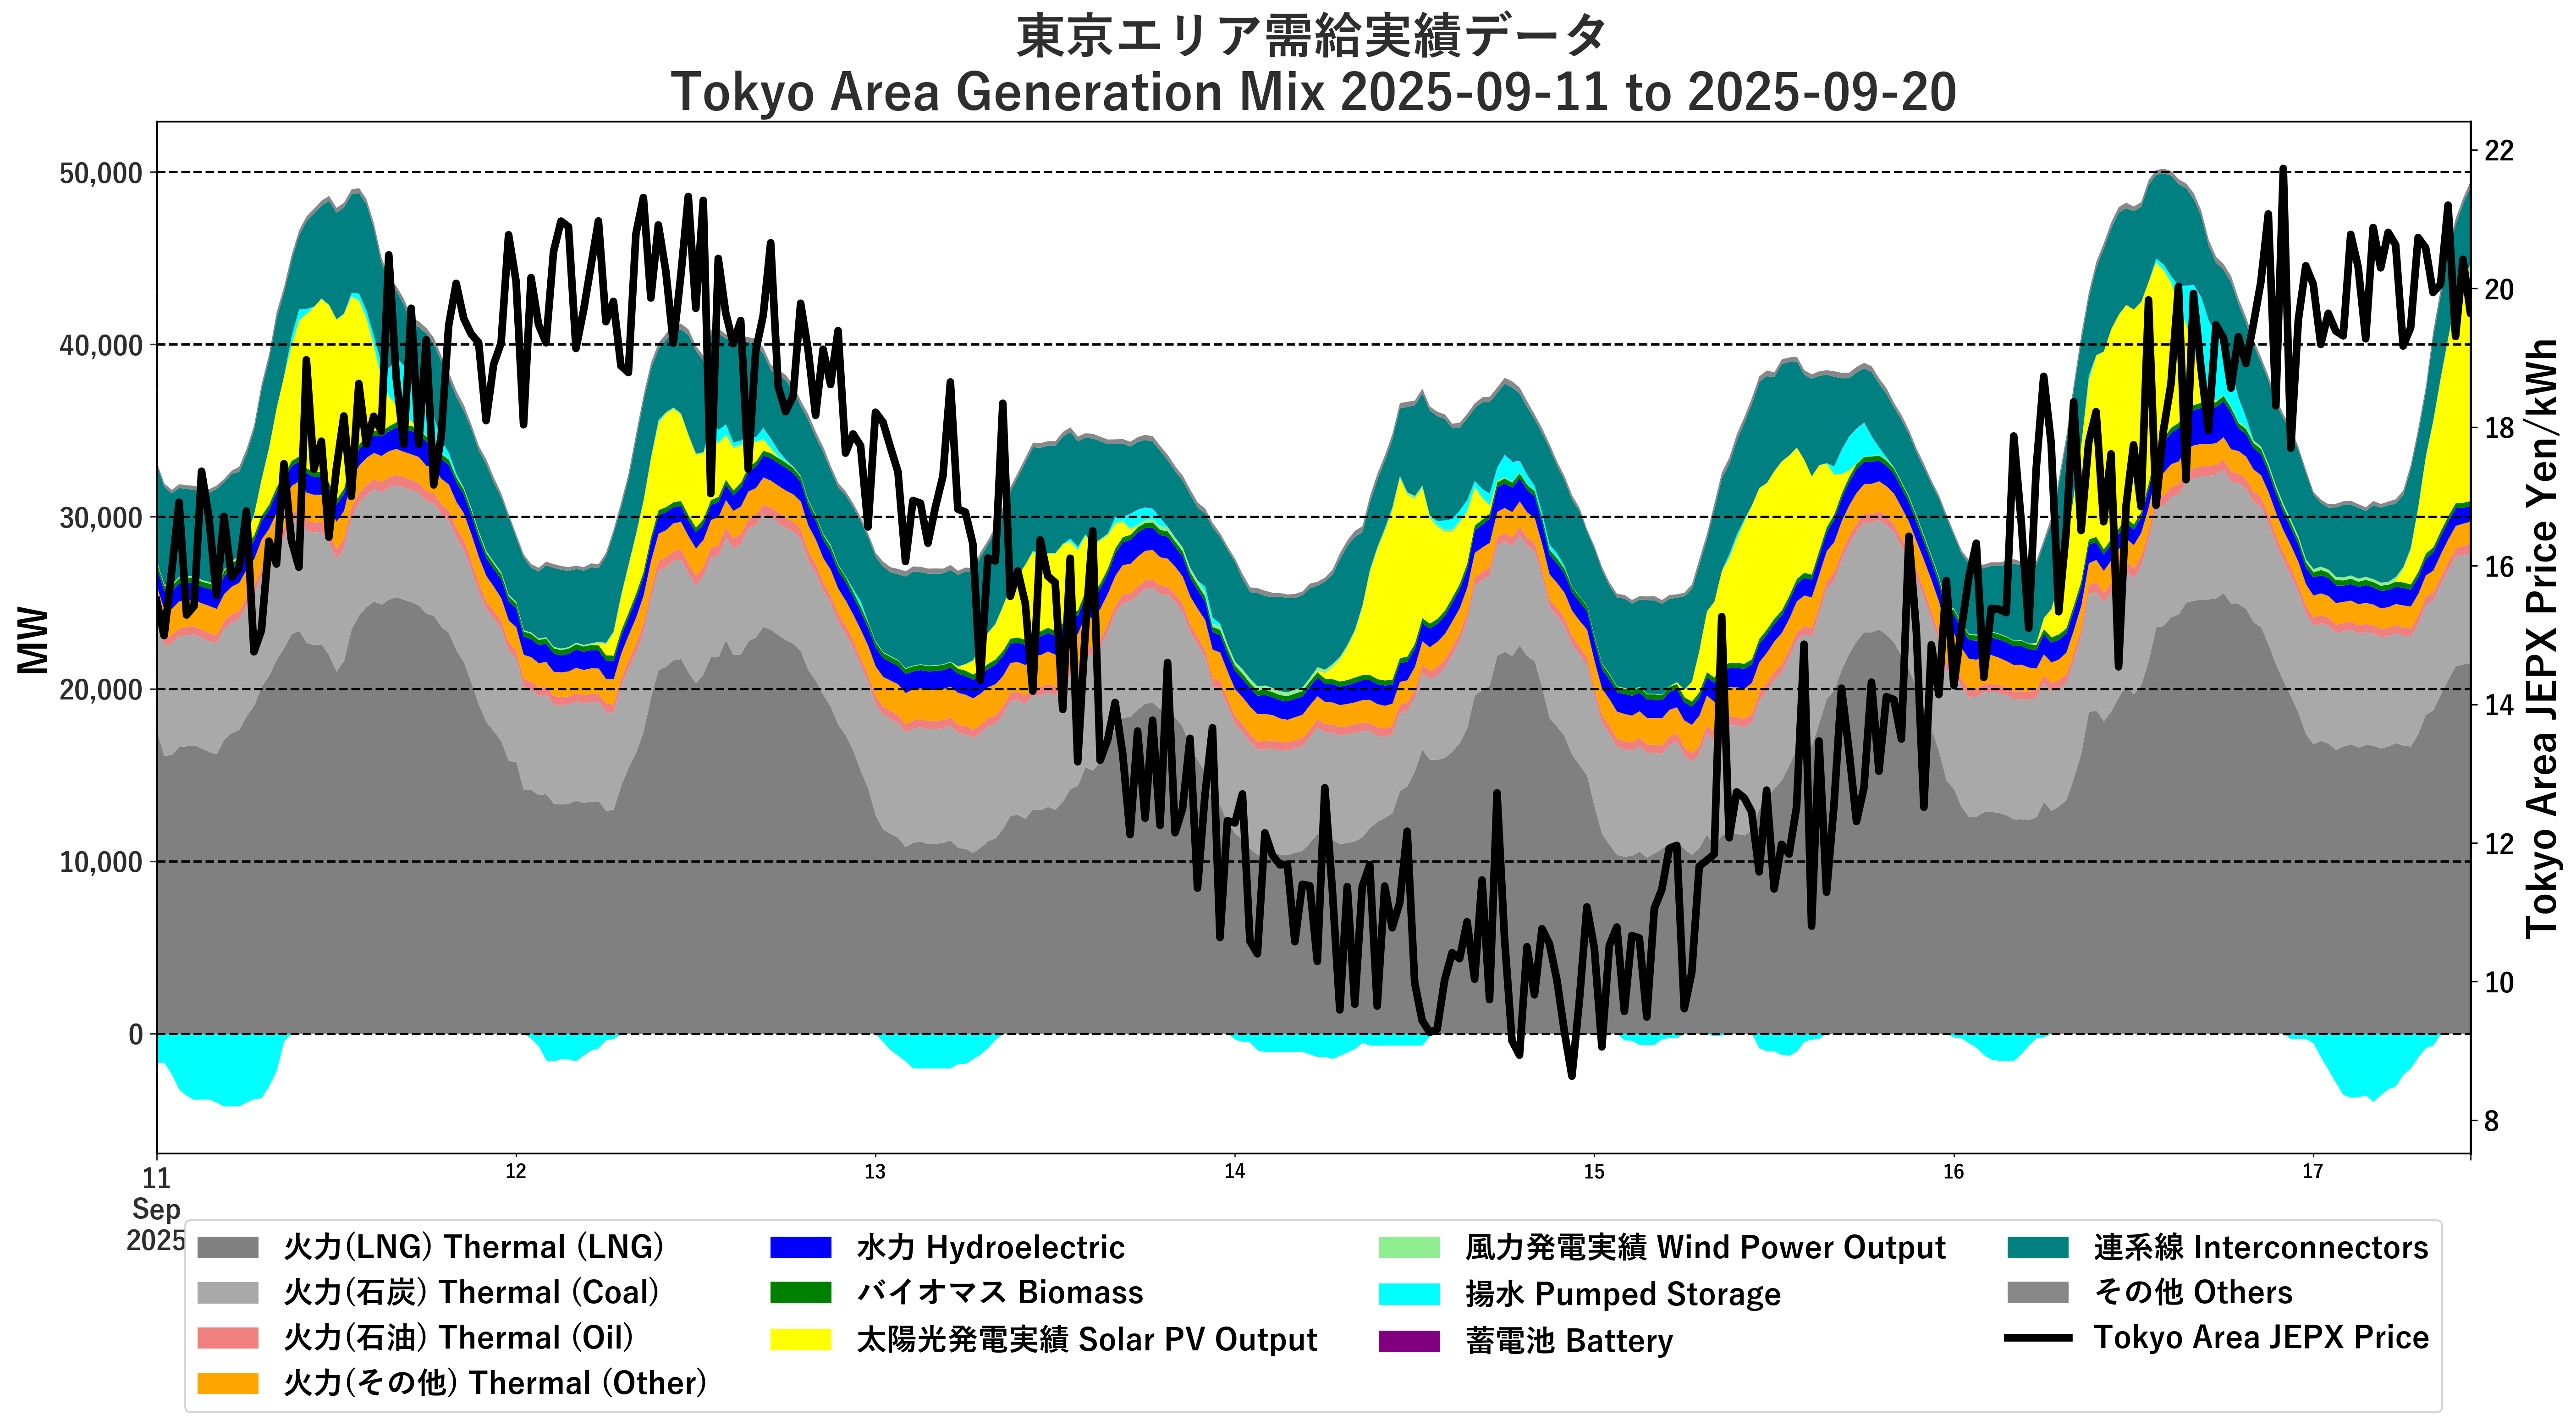 東京エリア需給実績データ
Tokyo Area Generation Mix 2025-09-11 to 2025-09-20
MW
50,000
40,000
30,000
20,000
10,000
0
22
20
18
16
14
12
10
8
Tokyo Area JEPX Price Yen/kWh
11
Sep
2025
12
13
14
15
16
17
火力(LNG) Thermal (LNG)
火力(石炭) Thermal (Coal)
火力(石油) Thermal (Oil)
火力(その他) Thermal (Other)
水力 Hydroelectric
バイオマス Biomass
太陽光発電実績 Solar PV Output
風力発電実績 Wind Power Output
揚水 Pumped Storage
蓄電池 Battery
連系線 Interconnectors
その他 Others
Tokyo Area JEPX Price